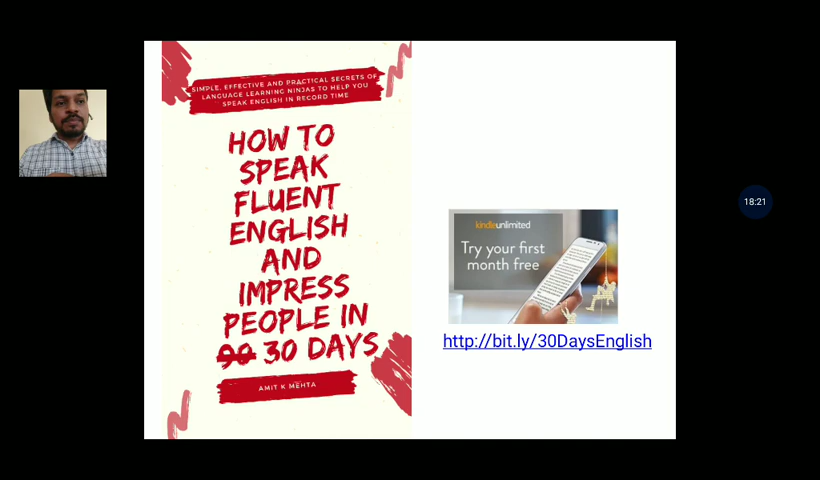 SIMPLE, EFFECTIVE AND PRACTICAL SECRETS OF
LANGUAGE LEARNING NINJAS TO HELP YOU
SPEAK ENGLISH IN RECORD TIME
HOW TO
SPEAK
FLUENT
ENGLISH
AND
IMPRESS
PEOPLE IN
90 30 DAYS
AMIT K MEHTA
kindleunlimited
Try your first
month free
http://bit.ly/30DaysEnglish
18:21